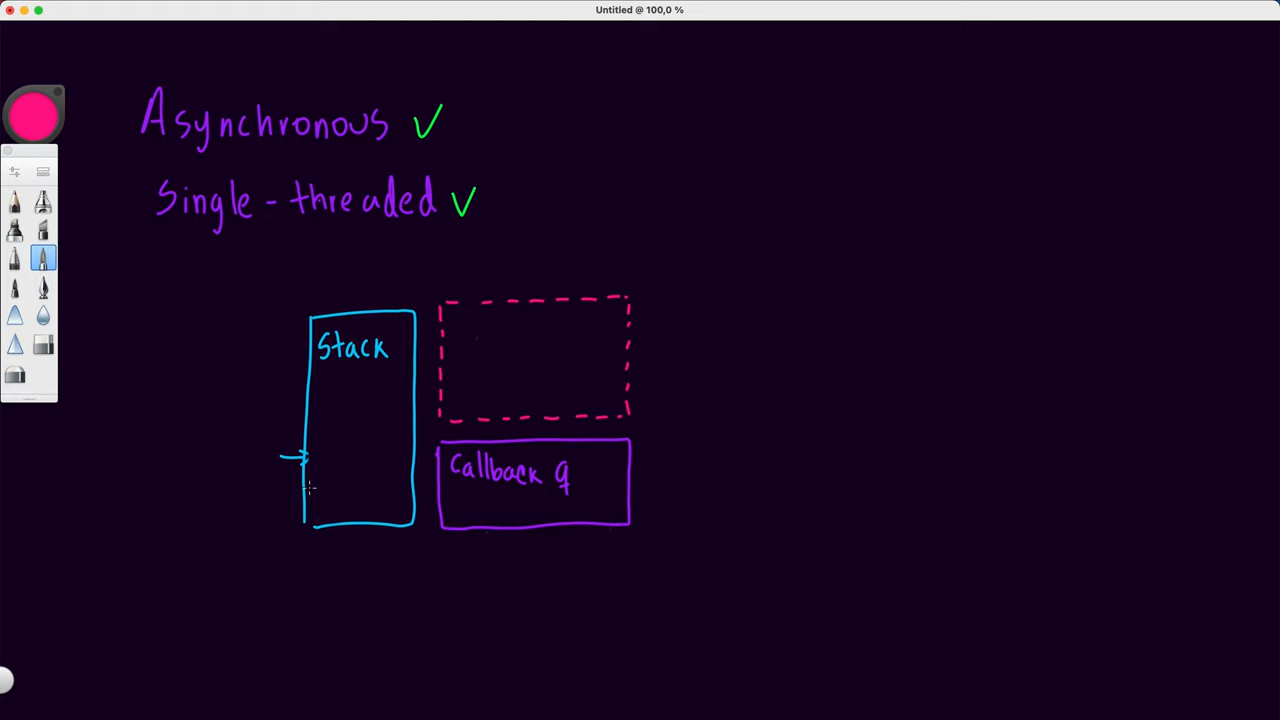 Untitled @ 100,0 %
Asynchronous ✓
Single-threaded ✓
Stack
Callback q